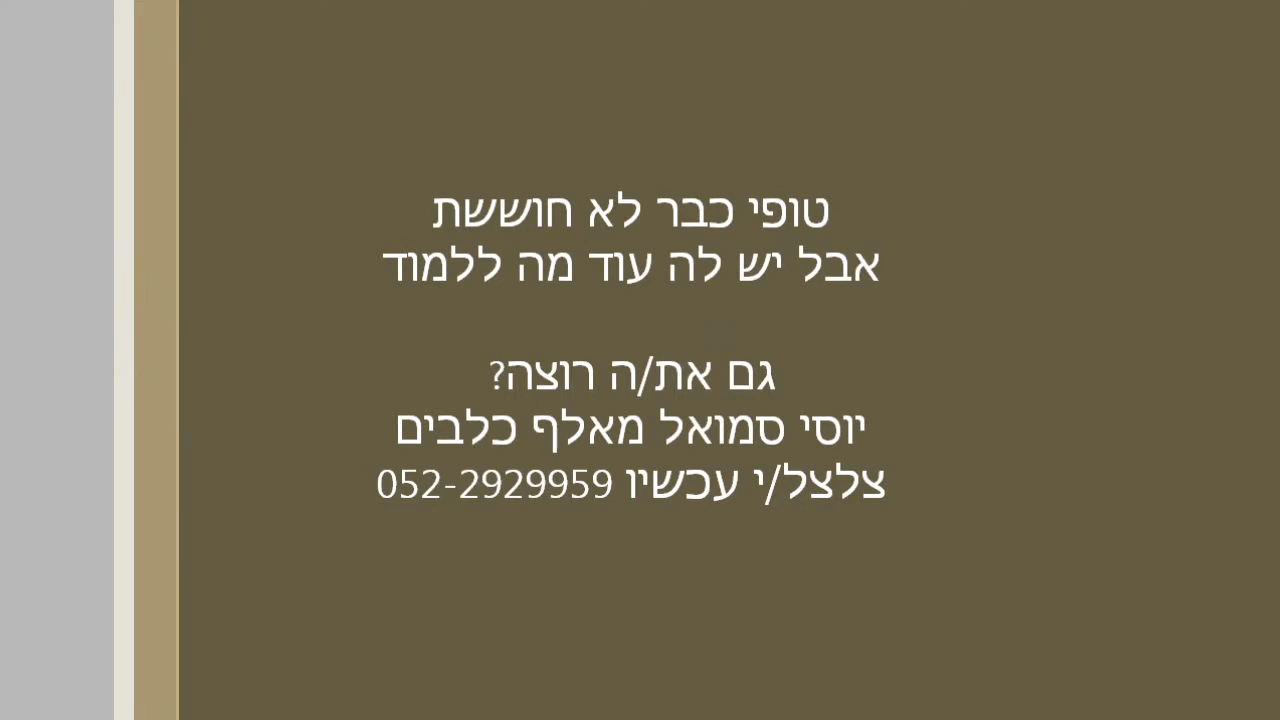 טופי כבר לא חוששת
אבל יש לה עוד מה ללמוד
גם את/ה רוצה?
יוסי סמואל מאלף כלבים
צלצל/י עכשיו 052-2929959